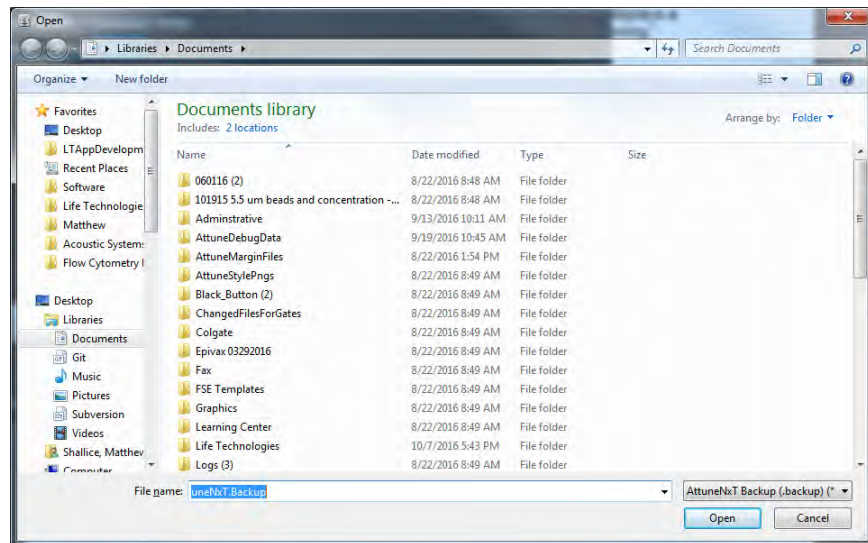 Open
Libraries Documents
Search Documents
Organize New folder
Favorites
Desktop
LTAppDevelopm
Recent Places
Software
Life Technologie
Matthew
Acoustic System
Flow Cytometry
Desktop
Libraries
Documents
Git
Music
Pictures
Subversion
Videos
Shallice, Matthev
Computer
Documents library
Includes: 2 locations
Arrange by: Folder
Name Date modified Type Size
060116 (2) 8/22/2016 8:48 AM File folder
101915 5.5 um beads and concentration -... 8/22/2016 8:48 AM File folder
Adminstrative 9/13/2016 10:11 AM File folder
AttuneDebugData 9/19/2016 10:45 AM File folder
AttuneMarginFiles 8/22/2016 1:54 PM File folder
AttuneStylePngs 8/22/2016 8:49 AM File folder
Black_Button (2) 8/22/2016 8:49 AM File folder
ChangedFilesForGates 8/22/2016 8:49 AM File folder
Colgate 8/22/2016 8:49 AM File folder
Epivax 03292016 8/22/2016 8:49 AM File folder
Fax 8/22/2016 8:49 AM File folder
FSE Templates 8/22/2016 8:49 AM File folder
Graphics 8/22/2016 8:49 AM File folder
Learning Center 8/22/2016 8:49 AM File folder
Life Technologies 10/7/2016 5:43 PM File folder
Logs (3) 8/22/2016 8:49 AM File folder
File name: uneNxT.Backup AttuneNxT Backup (.backup) (*
Open Cancel